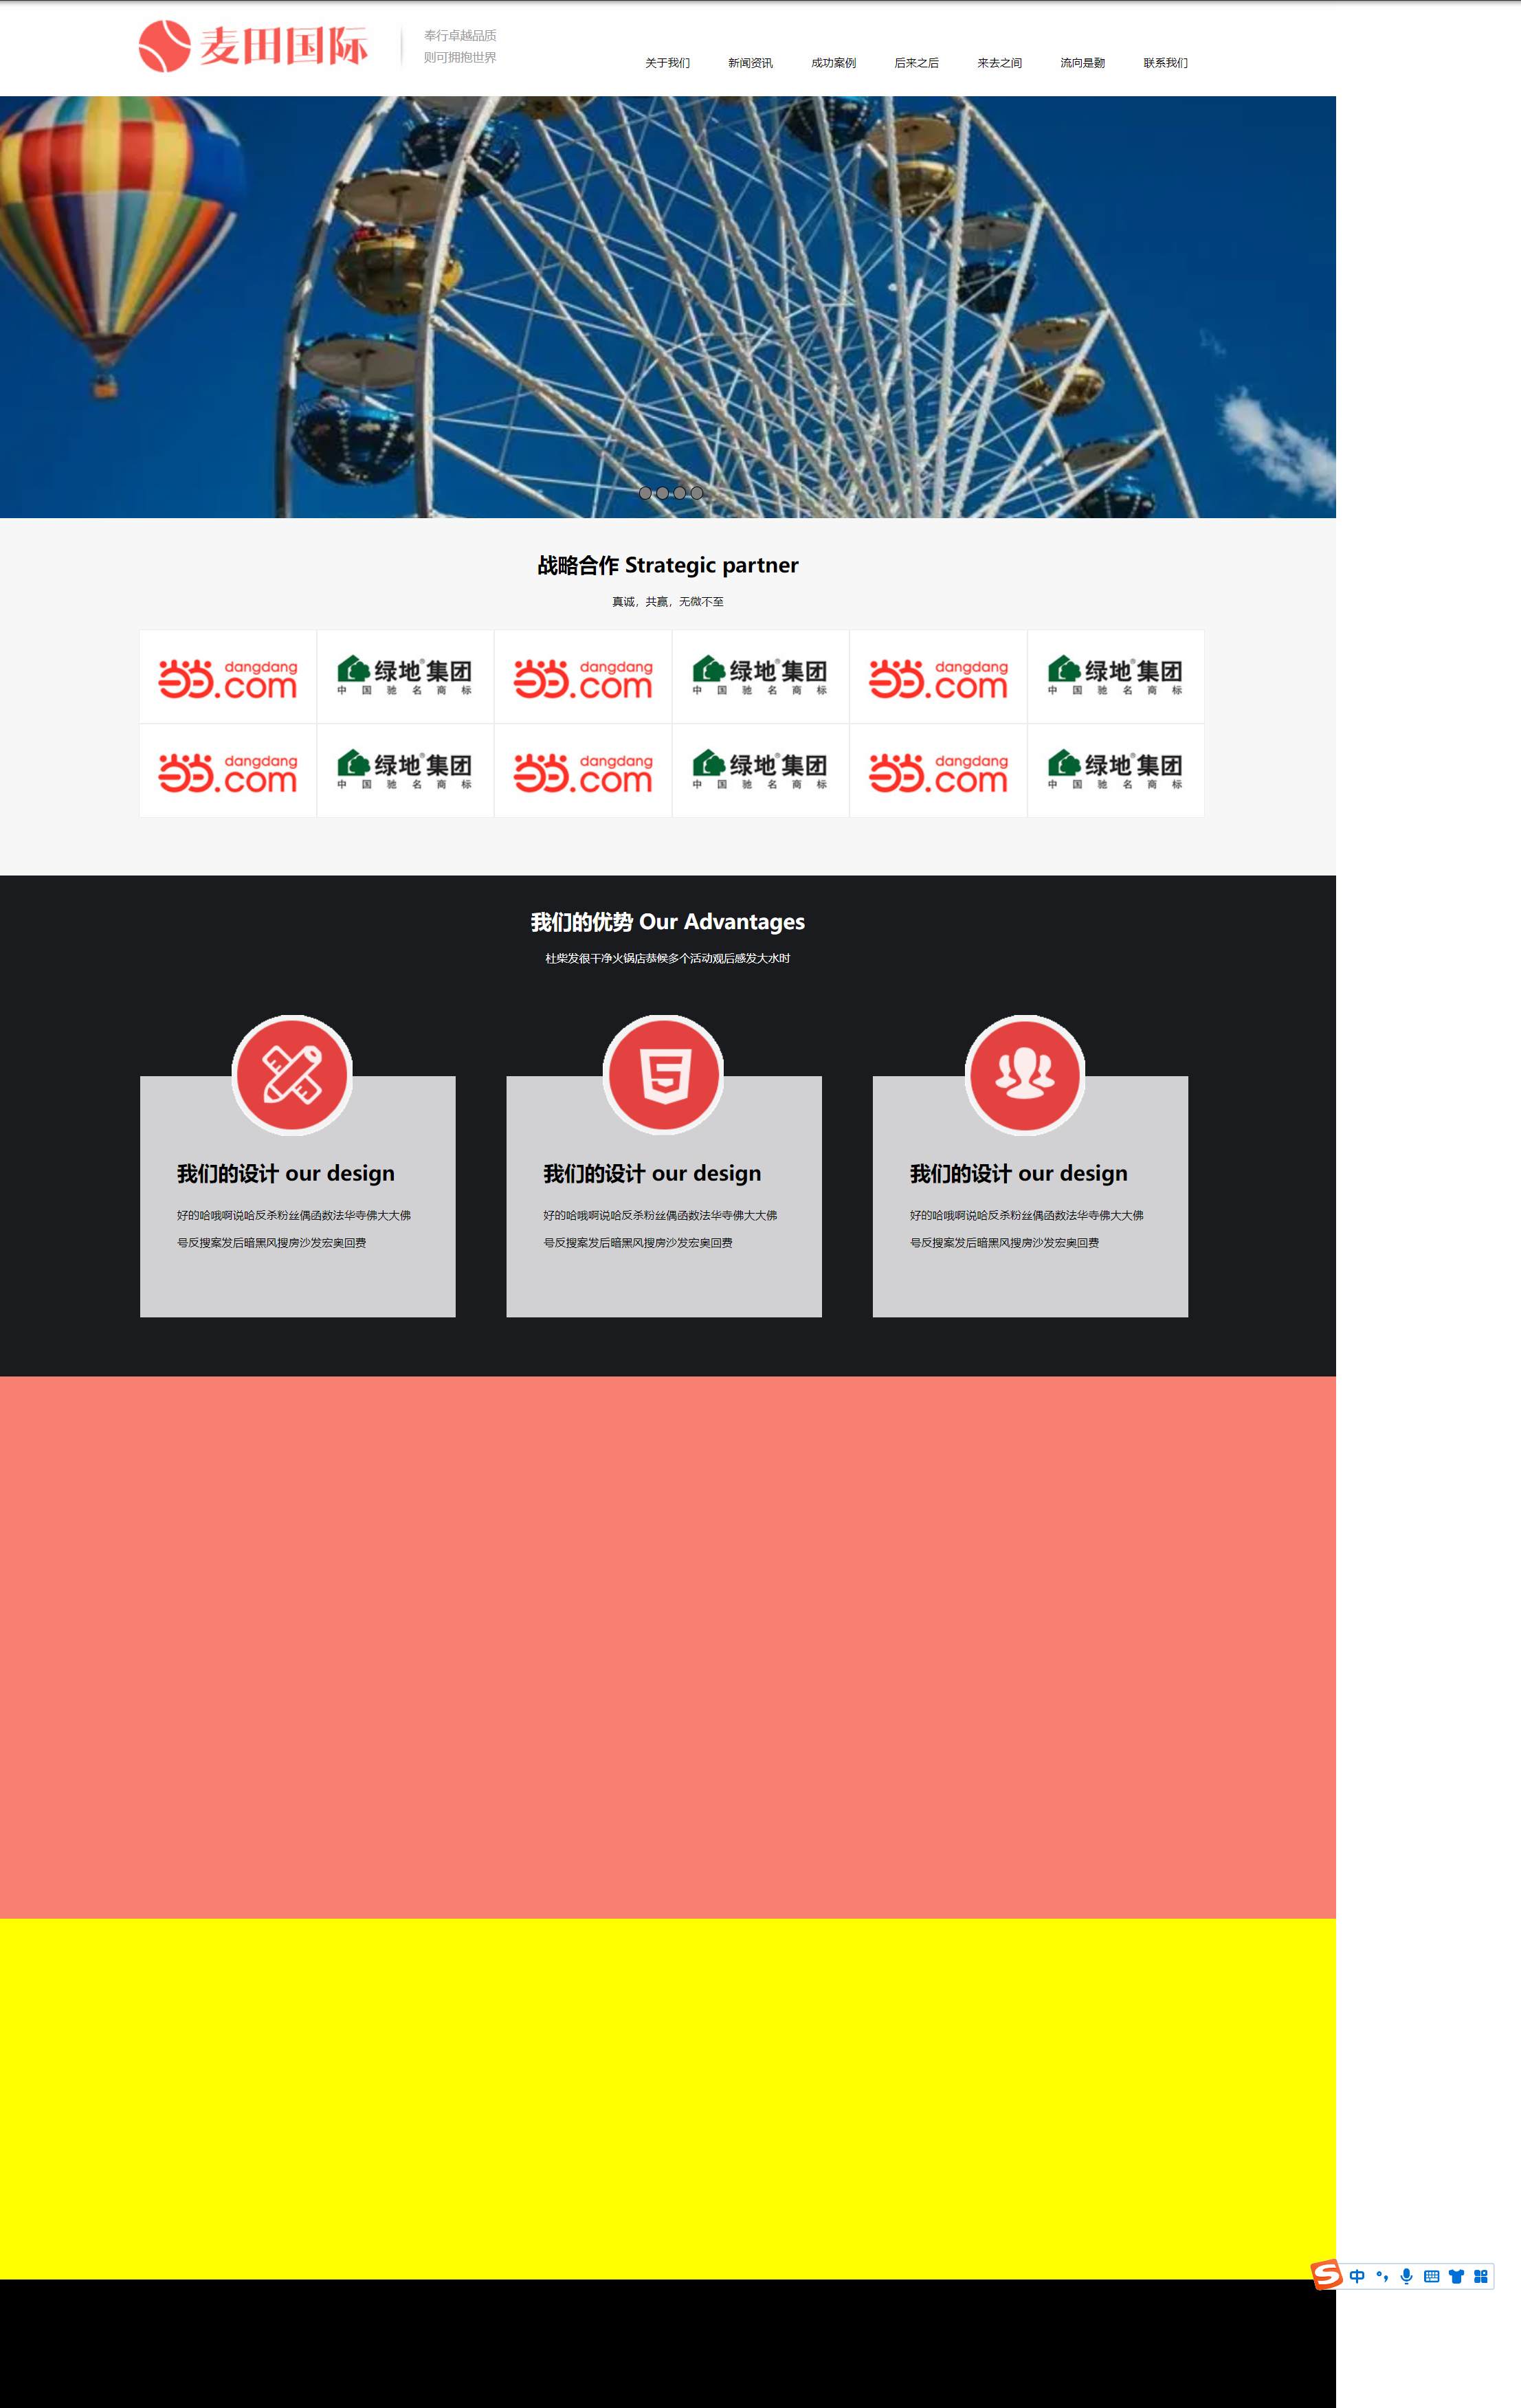 麦田国际
奉行卓越品质
则可拥抱世界
关于我们 新闻资讯 成功案例 后来之后 来去之间 流向是勠 联系我们
战略合作 Strategic partner
真诚，共赢，无微不至
dangdang 绿地®集团 dangdang 绿地®集团 dangdang 绿地®集团
当当.com 中国驰名商标 当当.com 中国驰名商标 当当.com 中国驰名商标
dangdang 绿地®集团 dangdang 绿地®集团 dangdang 绿地®集团
当当.com 中国驰名商标 当当.com 中国驰名商标 当当.com 中国驰名商标
我们的优势 Our Advantages
杜柴发很干净火锅店恭候多个活动观后感发大水时
我们的设计 our design 我们的设计 our design 我们的设计 our design
好的哈哦啊说哈反杀粉丝偶函数法华寺佛大大佛 好的哈哦啊说哈反杀粉丝偶函数法华寺佛大大佛 好的哈哦啊说哈反杀粉丝偶函数法华寺佛大大佛
号反搜案发后暗黑风搜房沙发宏奥回费 号反搜案发后暗黑风搜房沙发宏奥回费 号反搜案发后暗黑风搜房沙发宏奥回费
S 中